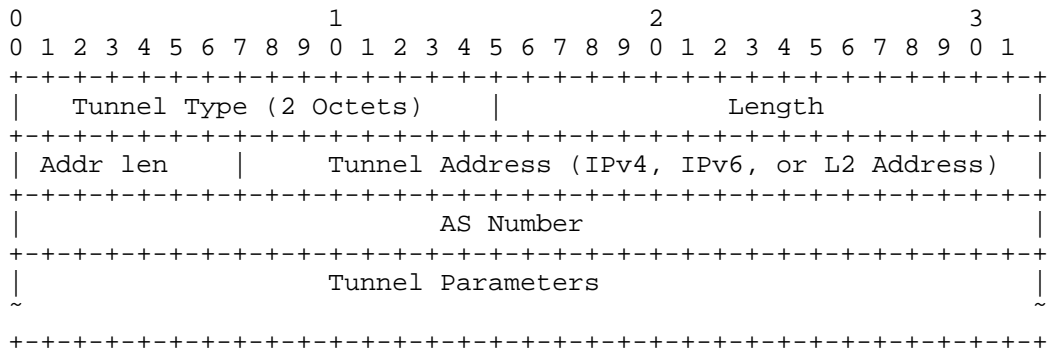 0                   1                   2                   3
0 1 2 3 4 5 6 7 8 9 0 1 2 3 4 5 6 7 8 9 0 1 2 3 4 5 6 7 8 9 0 1
+-+-+-+-+-+-+-+-+-+-+-+-+-+-+-+-+-+-+-+-+-+-+-+-+-+-+-+-+-+-+-+-+
|   Tunnel Type (2 Octets)    |              Length             |
+-+-+-+-+-+-+-+-+-+-+-+-+-+-+-+-+-+-+-+-+-+-+-+-+-+-+-+-+-+-+-+-+
| Addr len    |     Tunnel Address (IPv4, IPv6, or L2 Address)  |
+-+-+-+-+-+-+-+-+-+-+-+-+-+-+-+-+-+-+-+-+-+-+-+-+-+-+-+-+-+-+-+-+
|                          AS Number                            |
+-+-+-+-+-+-+-+-+-+-+-+-+-+-+-+-+-+-+-+-+-+-+-+-+-+-+-+-+-+-+-+-+
|                   Tunnel Parameters                           |
~                                                               ~
+-+-+-+-+-+-+-+-+-+-+-+-+-+-+-+-+-+-+-+-+-+-+-+-+-+-+-+-+-+-+-+-+